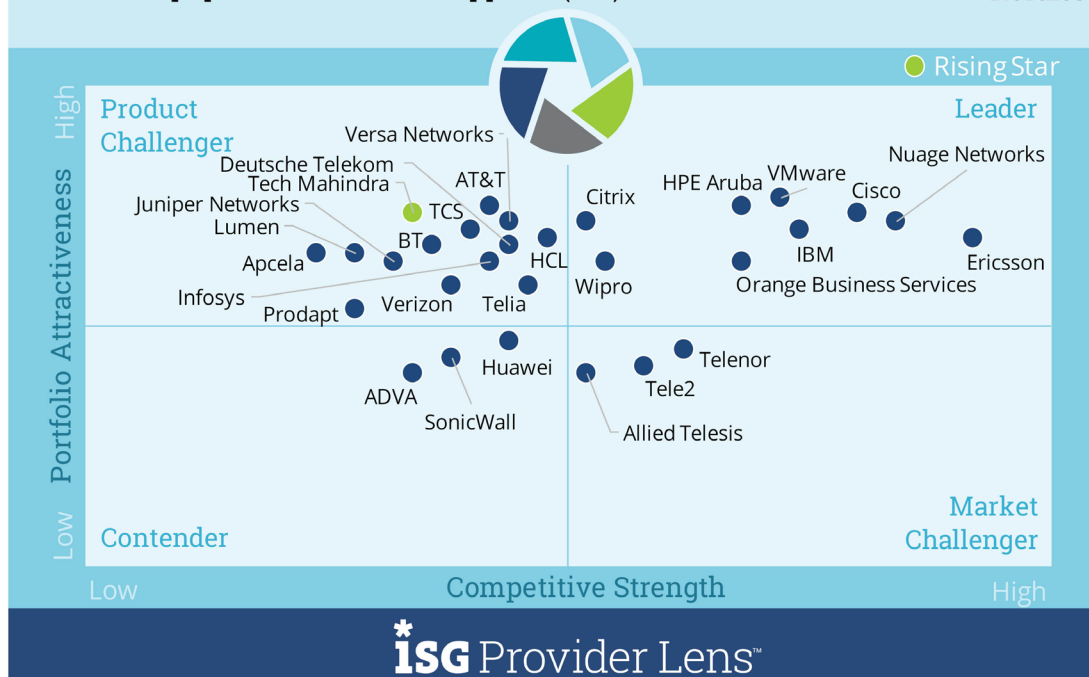 Rising Star
High
Product
Challenger
Leader
Versa Networks
Nuage Networks
Deutsche Telekom
Tech Mahindra
AT&T
HPE Aruba
VMware
Cisco
Citrix
Juniper Networks
TCS
Lumen
BT
Apcela
HCL
IBM
Ericsson
Infosys
Verizon
Telia
Wipro
Orange Business Services
Prodapt
Portfolio Attractiveness
Huawei
Telenor
ADVA
Tele2
SonicWall
Allied Telesis
Low
Contender
Market
Challenger
Low
Competitive Strength
High
ISG Provider Lens™